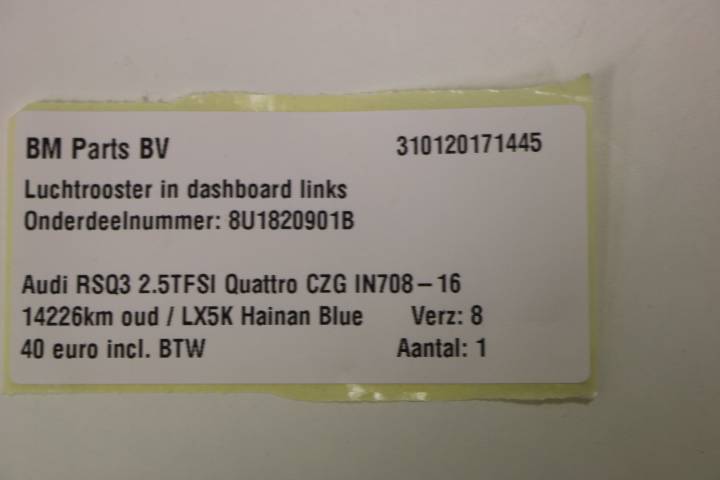 BM Parts BV 310120171445
Luchtrooster in dashboard links
Onderdeelnummer: 8U1820901B
Audi RSQ3 2.5TFSI Quattro CZG IN708 – 16
14226km oud / LX5K Hainan Blue Verz: 8
40 euro incl. BTW Aantal: 1